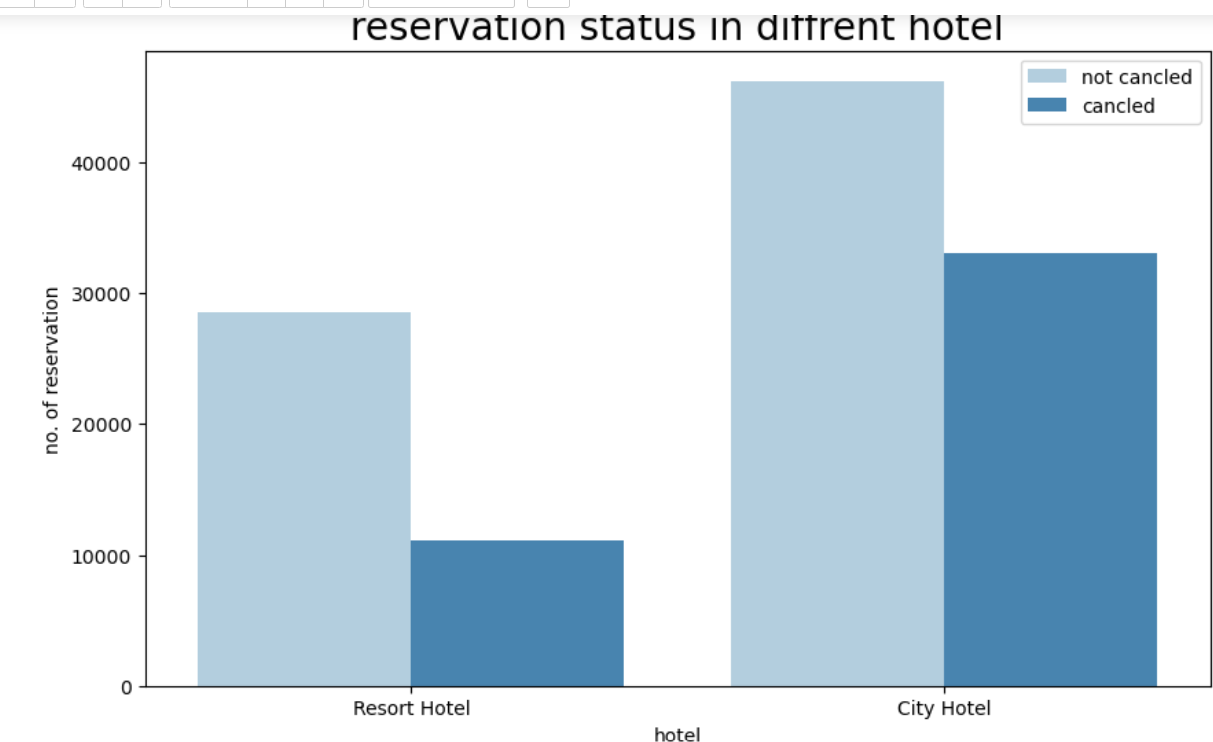 reservation status in diffrent hotel
not cancled
cancled
40000
30000
20000
10000
0
no. of reservation
Resort Hotel
City Hotel
hotel